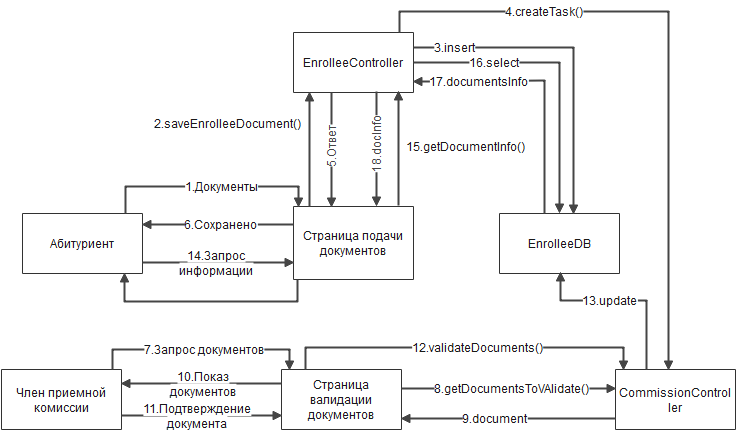 4.createTask()
3.insert
EnrolleeController
16.select
17.documentsInfo
2.saveEnrolleeDocument()
5.Ответ
18.docInfo
15.getDocumentInfo()
1.Документы
6.Сохранено
Абитуриент
Страница подачи
документов
EnrolleeDB
14.Запрос
информации
13.update
7.Запрос документов
12.validateDocuments()
10.Показ
документов
Член приемной
комиссии
Страница
валидации
документов
8.getDocumentsToVAlidate()
CommissionControl
ler
11.Подтверждение
документа
9.document